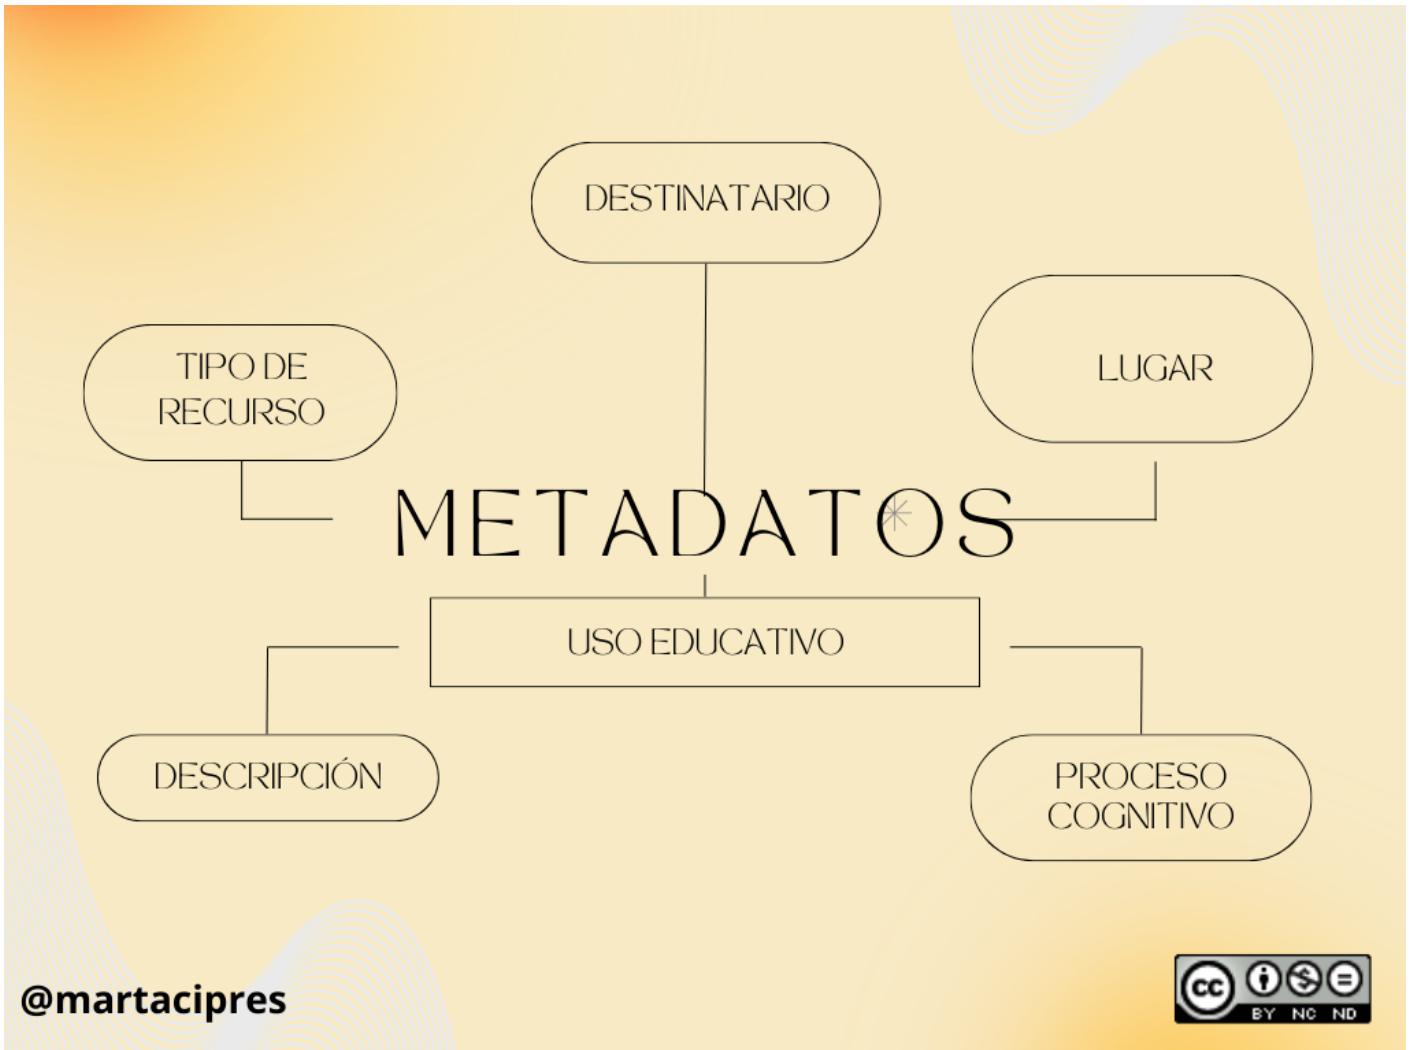 DESTINATARIO
TIPO DE
RECURSO
LUGAR
METADATOS
USO EDUCATIVO
DESCRIPCIÓN
PROCESO
COGNITIVO
@martacipres
cc
BY NC ND